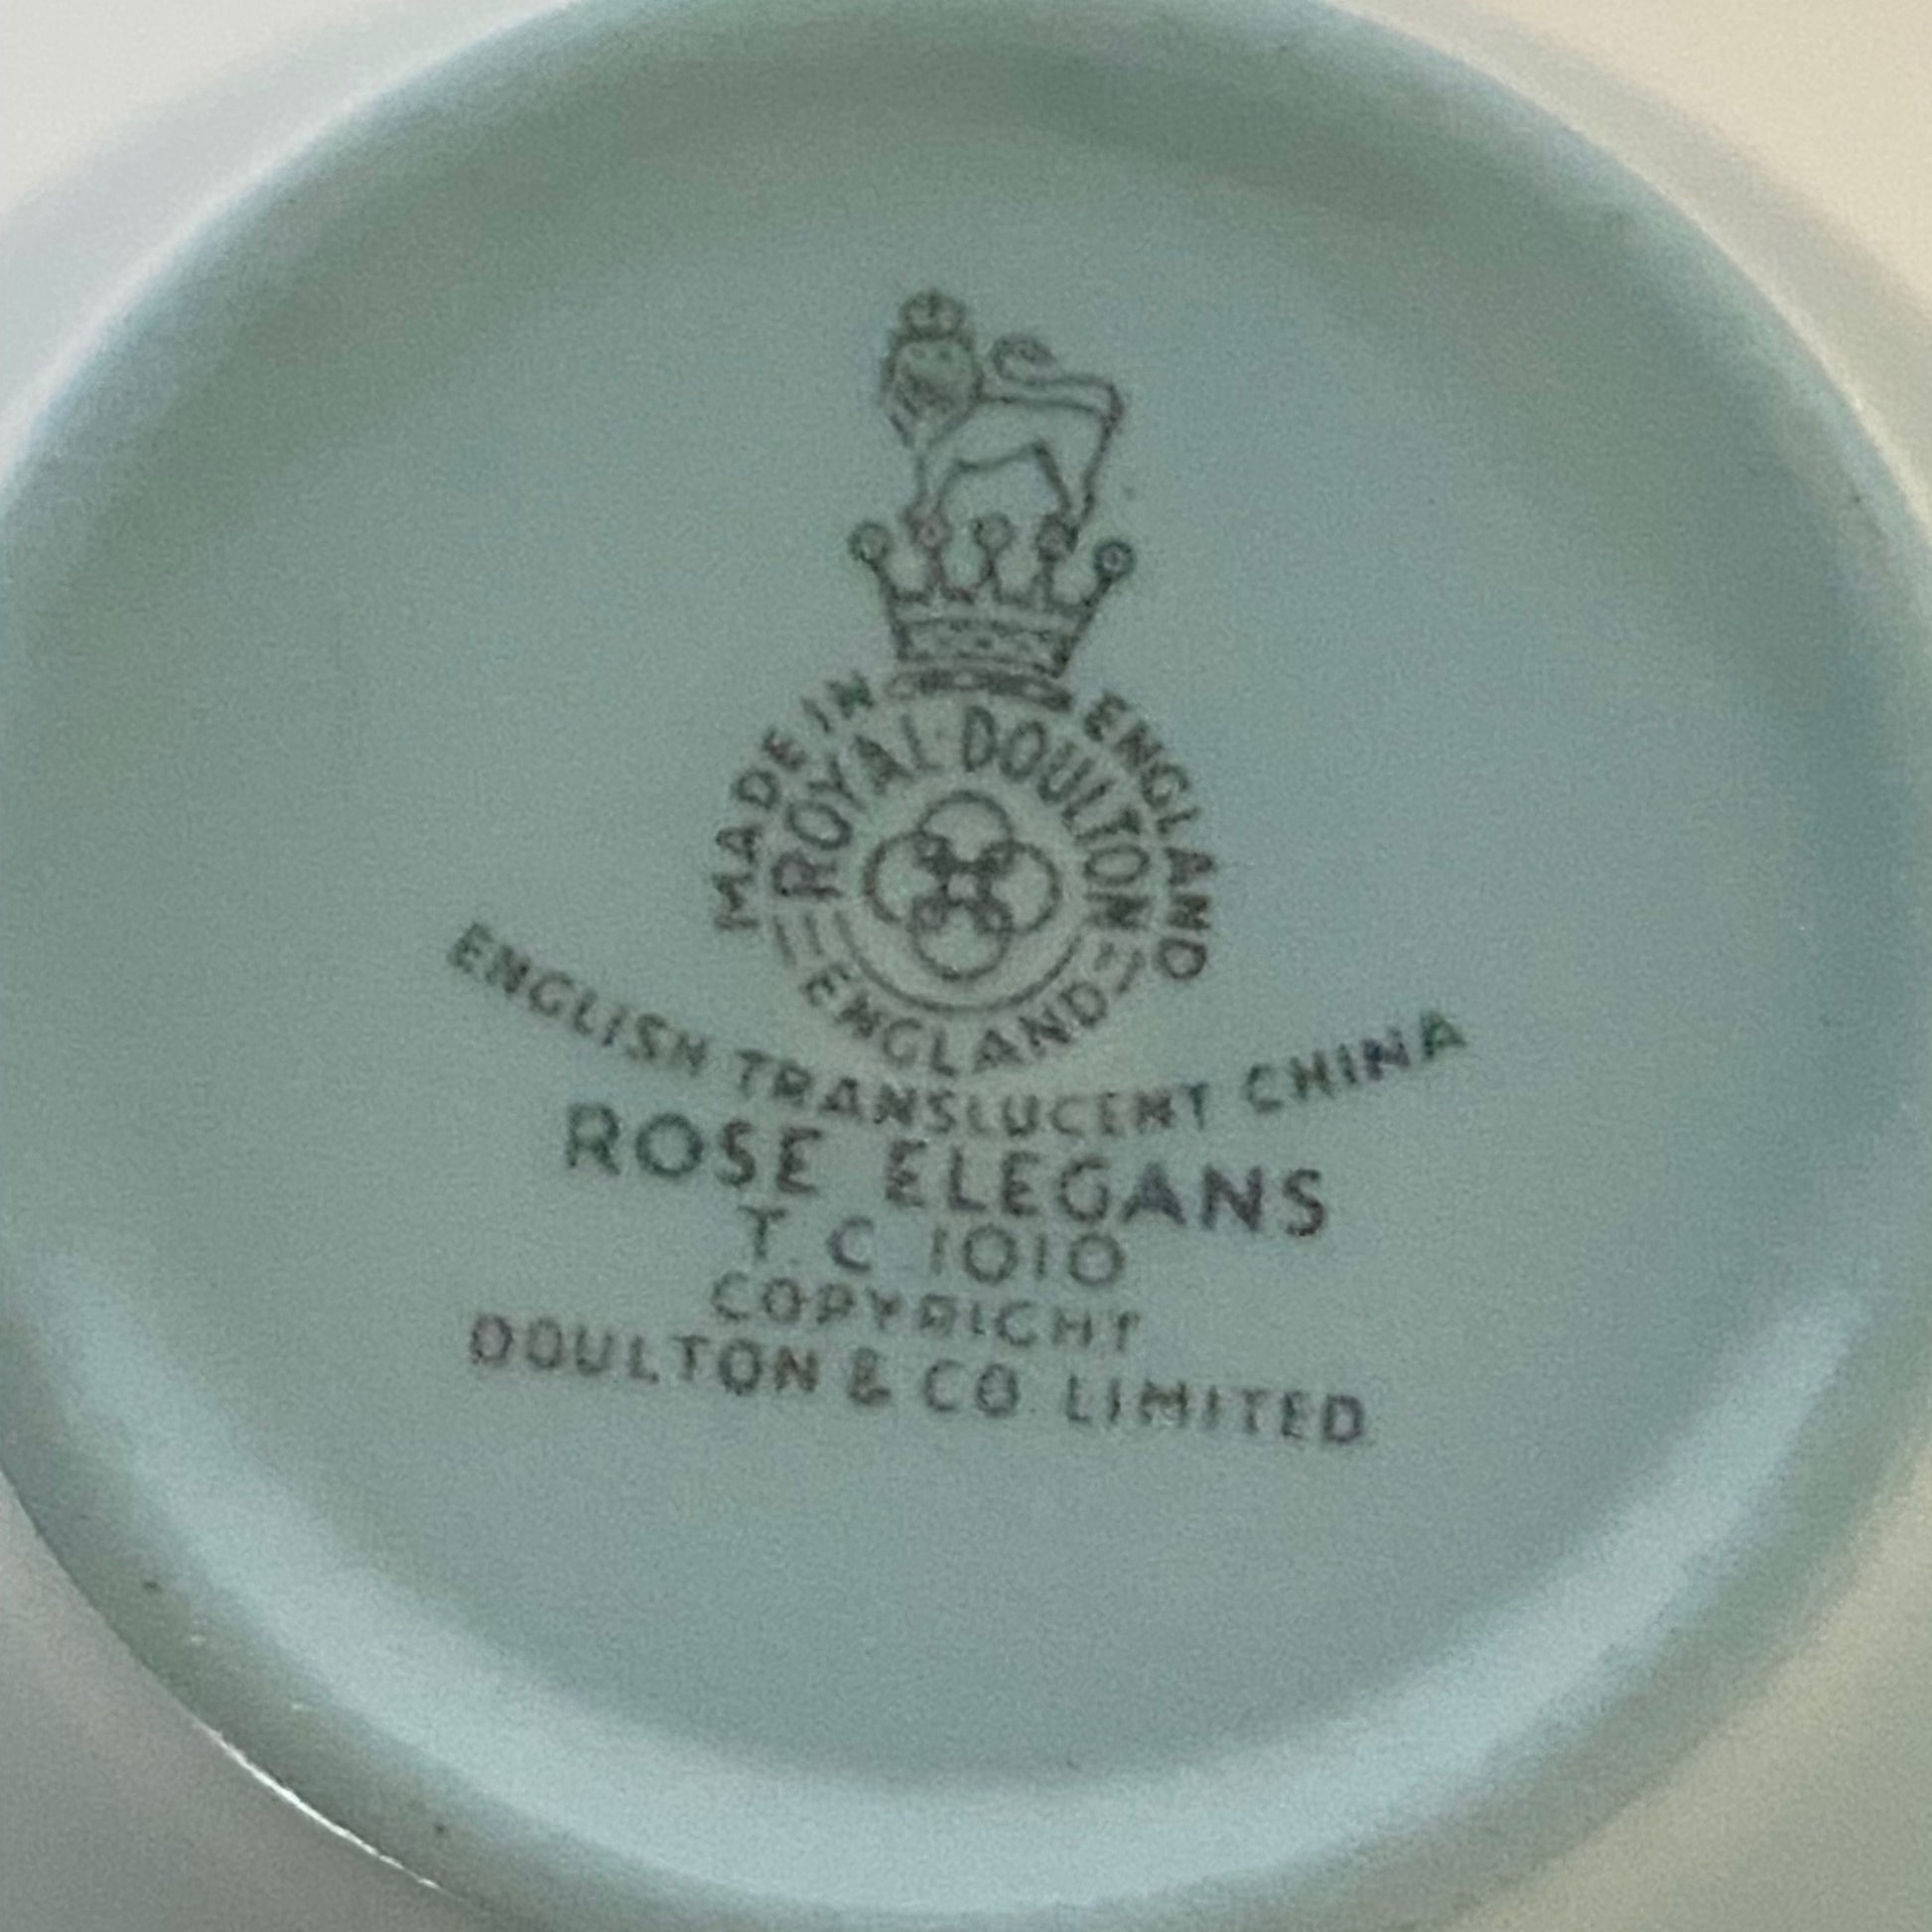 MADE IN ENGLAND
ROYAL DOULTON
ENGLAND
ENGLISH TRANSLUCENT CHINA
ROSE ELEGANS
T. C 1010
COPYRIGHT
DOULTON & CO. LIMITED